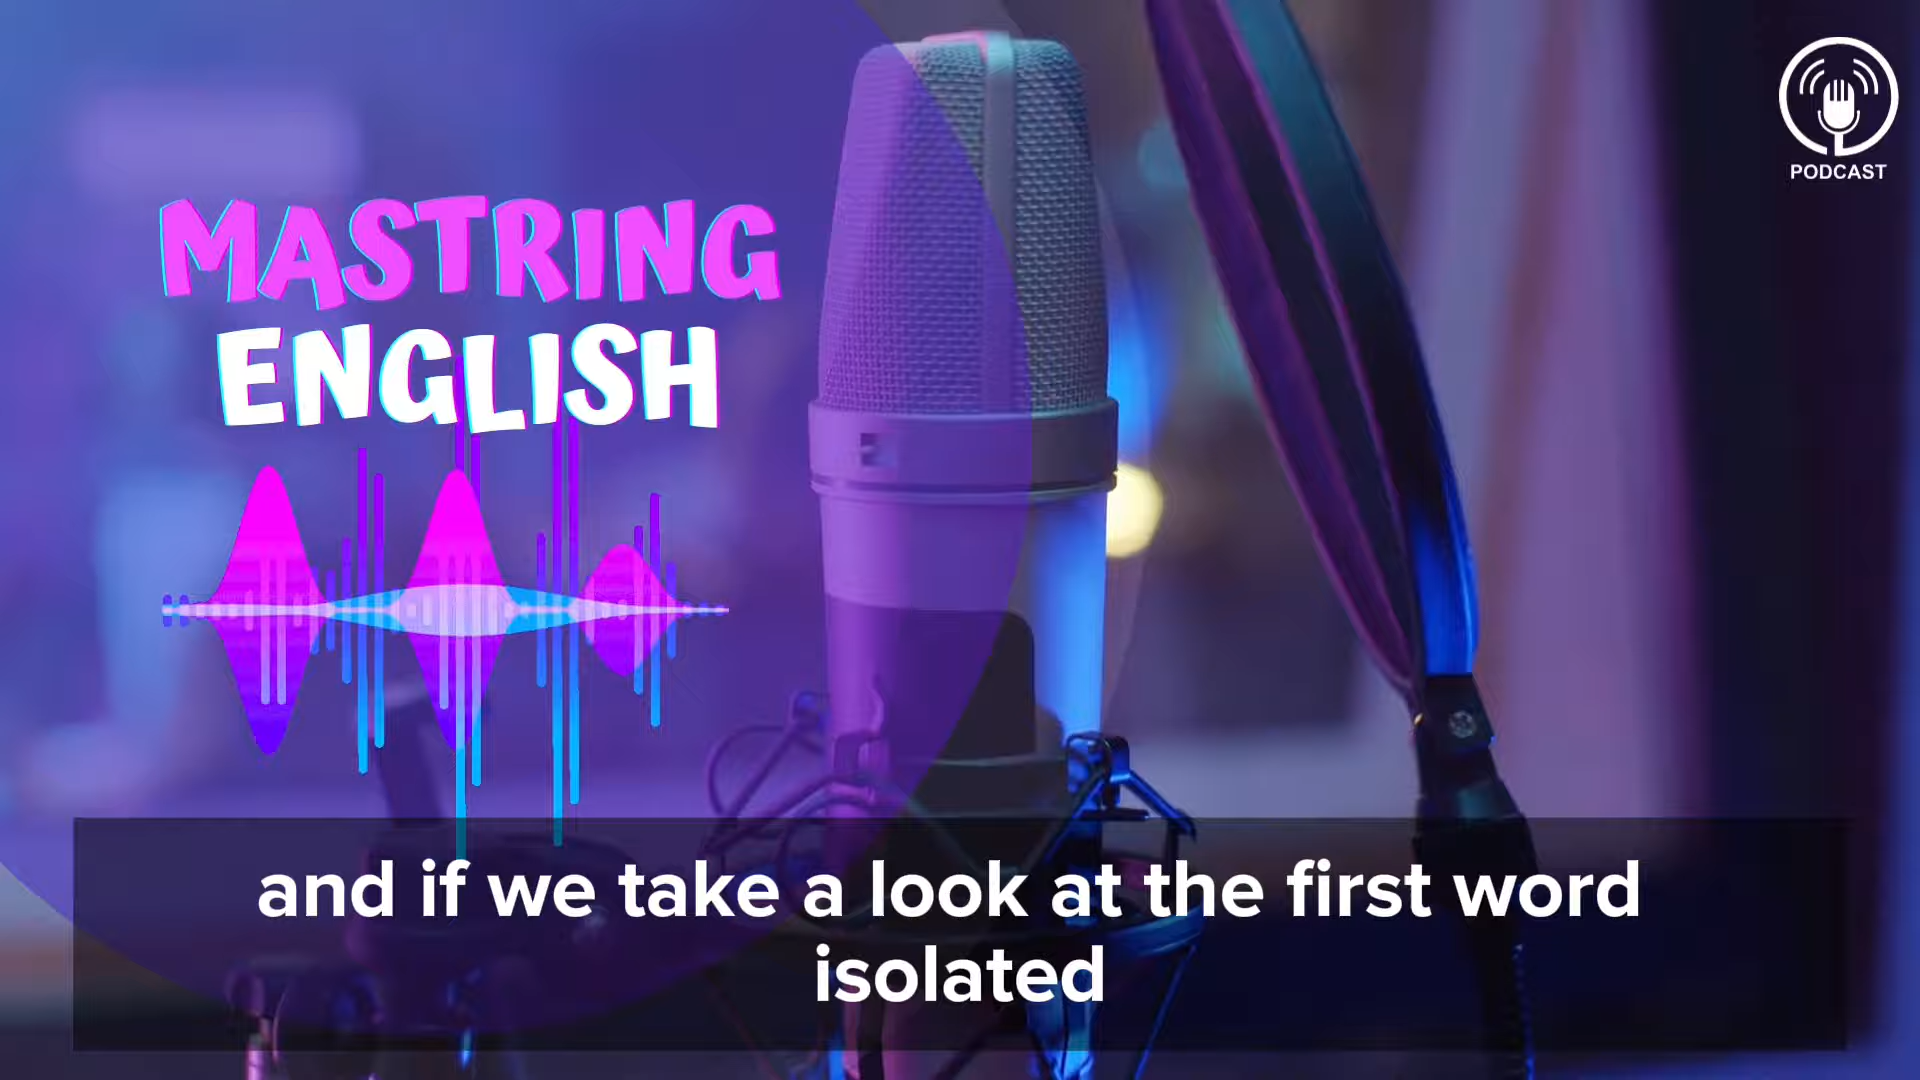 PODCAST
MASTRING
ENGLISH
and if we take a look at the first word
isolated